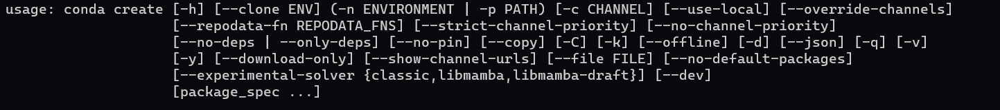 usage: conda create [-h] [--clone ENV] (-n ENVIRONMENT | -p PATH) [-c CHANNEL] [--use-local] [--override-channels]
                    [--repodata-fn REPODATA_FNS] [--strict-channel-priority] [--no-channel-priority]
                    [--no-deps | --only-deps] [--no-pin] [--copy] [-C] [-k] [--offline] [-d] [--json] [-q] [-v]
                    [-y] [--download-only] [--show-channel-urls] [--file FILE] [--no-default-packages]
                    [--experimental-solver {classic,libmamba,libmamba-draft}] [--dev]
                    [package_spec ...]